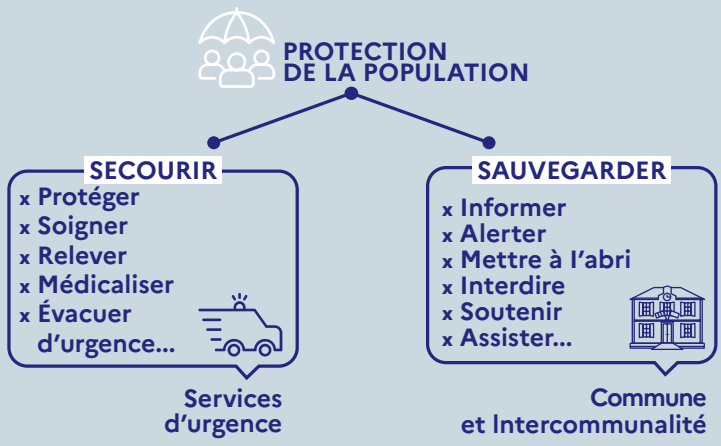 PROTECTION
DE LA POPULATION
SECOURIR
x Protéger
x Soigner
x Relever
x Médicaliser
x Évacuer
d’urgence...
Services
d’urgence
SAUVEGARDER
x Informer
x Alerter
x Mettre à l’abri
x Interdire
x Soutenir
x Assister...
Commune
et Intercommunalité